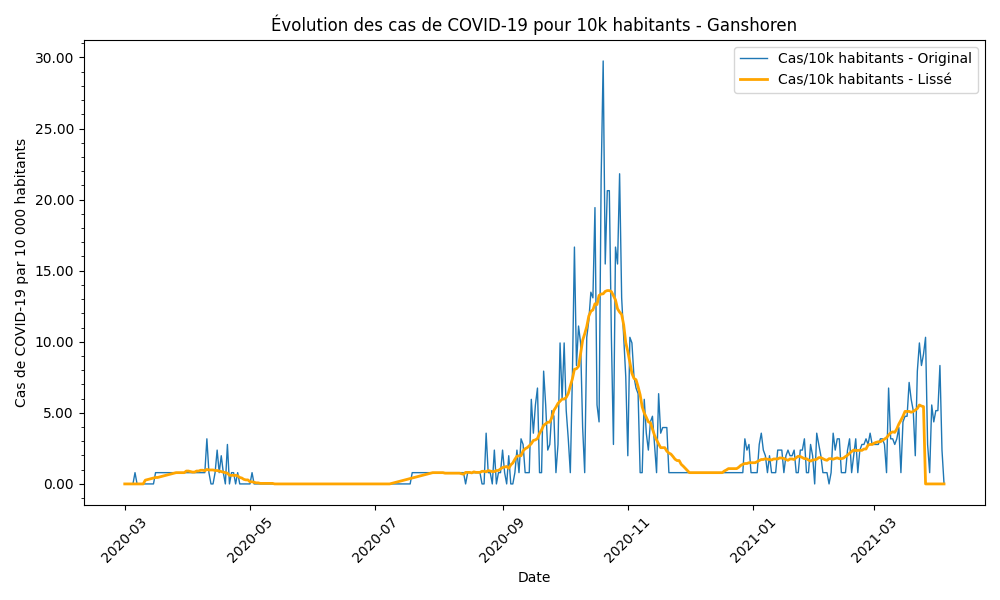 Évolution des cas de COVID-19 pour 10k habitants - Ganshoren
Cas/10k habitants - Original
Cas/10k habitants - Lissé
Cas de COVID-19 par 10 000 habitants
30.00
25.00
20.00
15.00
10.00
5.00
0.00
2020-03
2020-05
2020-07
2020-09
2020-11
2021-01
2021-03
Date